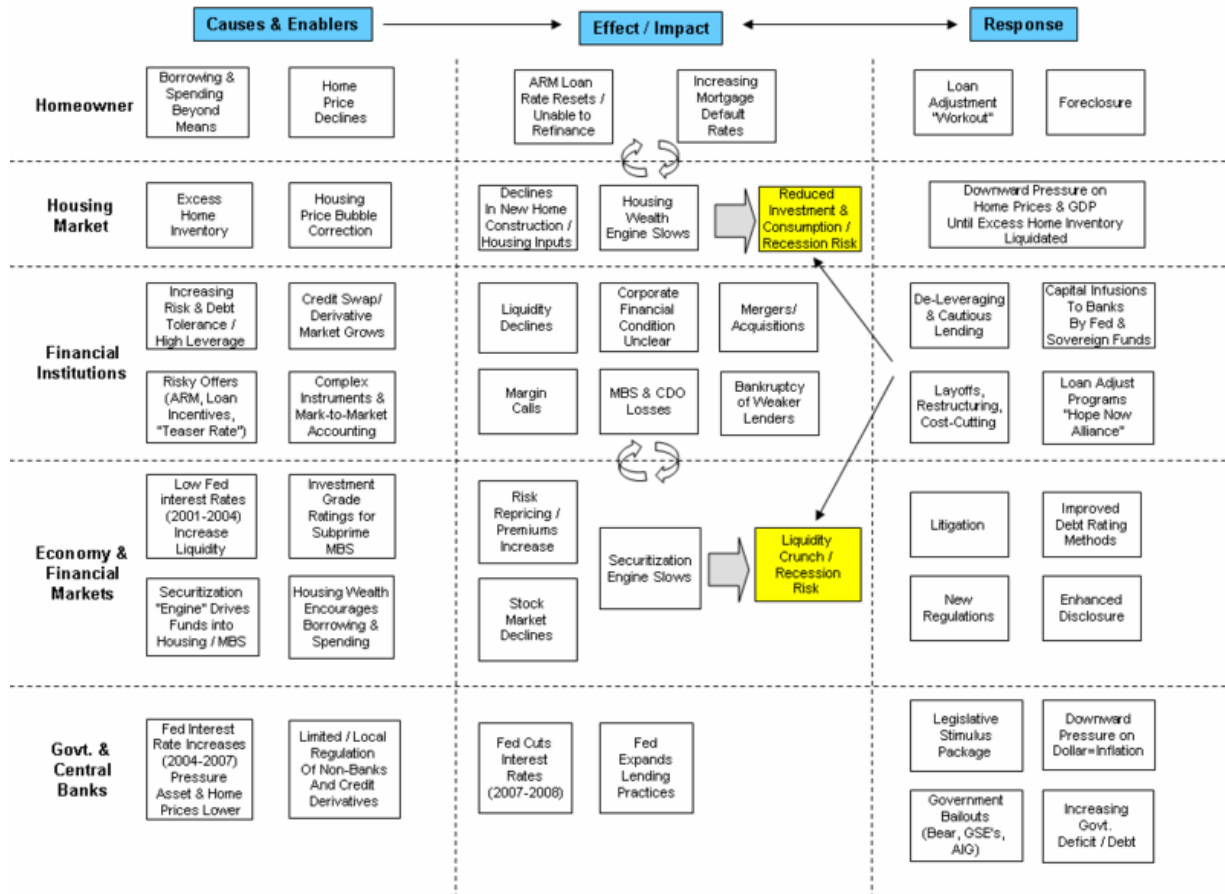 Causes & Enablers
Effect / Impact
Response
Homeowner
Borrowing &
Spending
Beyond
Means
Home
Price
Declines
ARM Loan
Rate Resets /
Unable to
Refinance
Increasing
Mortgage
Default
Rates
Loan
Adjustment
"Workout"
Foreclosure
Housing
Market
Excess
Home
Inventory
Housing
Price Bubble
Correction
Declines
In New Home
Construction /
Housing Inputs
Housing
Wealth
Engine Slows
Reduced
Investment &
Consumption /
Recession Risk
Downward Pressure on
Home Prices & GDP
Until Excess Home Inventory
Liquidated
Financial
Institutions
Increasing
Risk & Debt
Tolerance /
High Leverage
Credit Swap/
Derivative
Market Grows
Liquidity
Declines
Corporate
Financial
Condition
Unclear
Mergers/
Acquisitions
De-Leveraging
& Cautious
Lending
Capital Infusions
To Banks
By Fed &
Sovereign Funds
Risky Offers
(ARM, Loan
Incentives,
"Teaser Rate")
Complex
Instruments &
Mark-to-Market
Accounting
Margin
Calls
MBS & CDO
Losses
Bankruptcy
of Weaker
Lenders
Layoffs,
Restructuring,
Cost-Cutting
Loan Adjust
Programs
"Hope Now
Alliance"
Economy &
Financial
Markets
Low Fed
interest Rates
(2001-2004)
Increase
Liquidity
Investment
Grade
Ratings for
Subprime
MBS
Risk
Repricing /
Premiums
Increase
Securitization
Engine Slows
Liquidity
Crunch /
Recession
Risk
Litigation
Improved
Debt Rating
Methods
Securitization
"Engine" Drives
Funds into
Housing / MBS
Housing Wealth
Encourages
Borrowing &
Spending
Stock
Market
Declines
New
Regulations
Enhanced
Disclosure
Govt. &
Central
Banks
Fed Interest
Rate Increases
(2004-2007)
Pressure
Asset & Home
Prices Lower
Limited / Local
Regulation
Of Non-Banks
And Credit
Derivatives
Fed Cuts
Interest
Rates
(2007-2008)
Fed
Expands
Lending
Practices
Legislative
Stimulus
Package
Downward
Pressure on
Dollar=Inflation
Government
Bailouts
(Bear, GSE's,
AIG)
Increasing
Govt.
Deficit / Debt